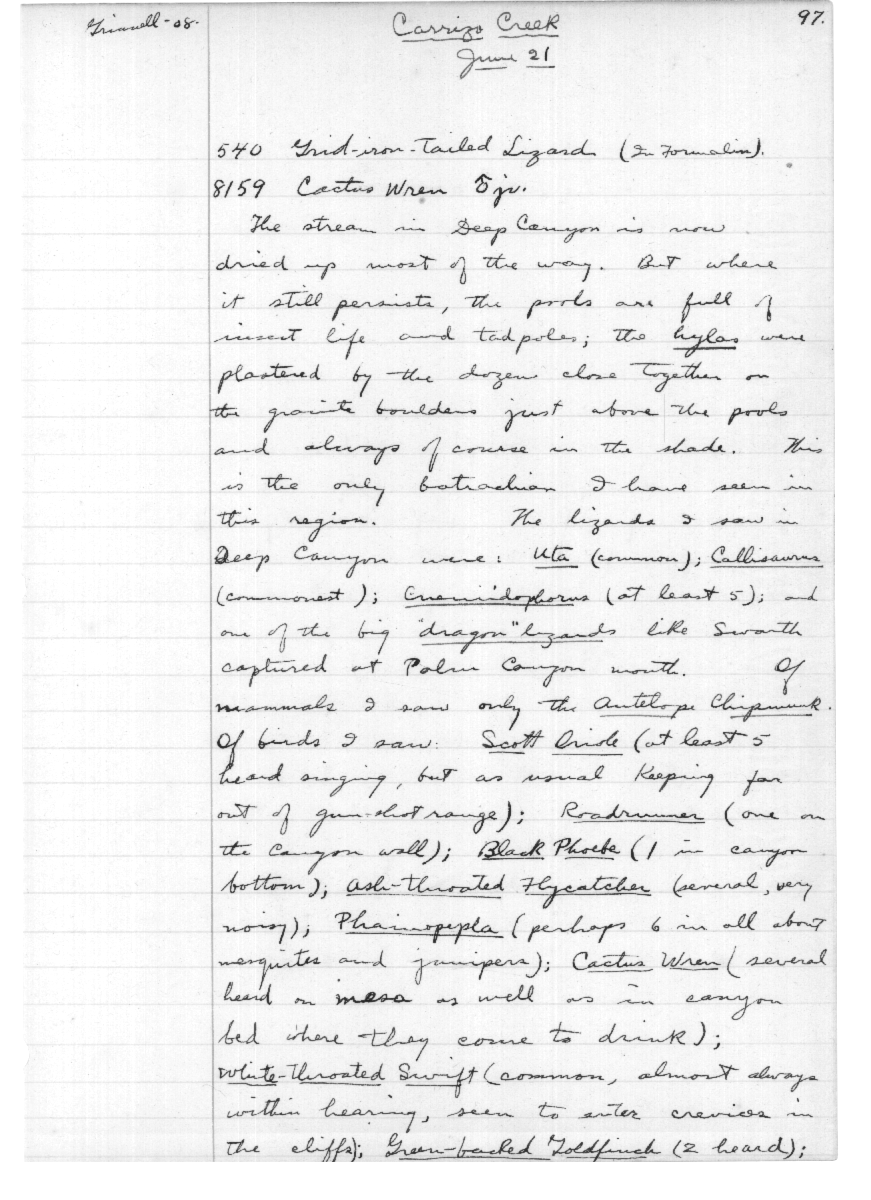 Grinnell-08.
97.
Carrizo Creek
June 21
540 Grid-iron-Tailed Lizard (In Formalin).
8159 Cactus Wren ♂ jv.
The stream in Deep Canyon is now
dried up most of the way. But where
it still persists, the pools are full of
insect life and tadpoles; the hylas were
plastered by the dozen close together on
the granite boulders just above the pools
and always of course in the shade. This
is the only batrachian I have seen in
this region. The lizards I saw in
Deep Canyon were: Uta (common); Callisaurus
(commonest); Cnemidophorus (at least 5); and
one of the big "dragon" lizards like Swarth
captured at Palm Canyon mouth. Of
mammals I saw only the Antelope Chipmunk.
Of birds I saw: Scott Oriole (at least 5
heard singing, but as usual keeping far
out of gun-shot range); Roadrunner (one on
the canyon wall); Black Phoebe (1 in canyon
bottom); Ash-throated Flycatcher (several, very
noisy); Phainopepla (perhaps 6 in all about
mesquites and junipers); Cactus Wren (several
heard on mesa as well as in canyon
bed where they come to drink);
White-throated Swift (common, almost always
within hearing, seen to enter crevices in
the cliffs); Green-backed Goldfinch (2 heard);